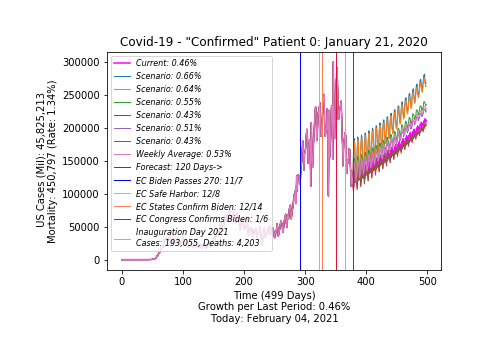 Covid-19 - "Confirmed" Patient 0: January 21, 2020
US Cases (Mill): 45,825,213
Mortality: 450,797 (Rate: 1.34%)
300000
250000
200000
150000
100000
50000
0
Current: 0.46%
Scenario: 0.66%
Scenario: 0.64%
Scenario: 0.55%
Scenario: 0.43%
Scenario: 0.51%
Scenario: 0.43%
Weekly Average: 0.53%
Forecast: 120 Days->
EC Biden Passes 270: 11/7
EC Safe Harbor: 12/8
EC States Confirm Biden: 12/14
EC Congress Confirms Biden: 1/6
Inauguration Day 2021
Cases: 193,055, Deaths: 4,203
0 100 200 300 400 500
Time (499 Days)
Growth per Last Period: 0.46%
Today: February 04, 2021